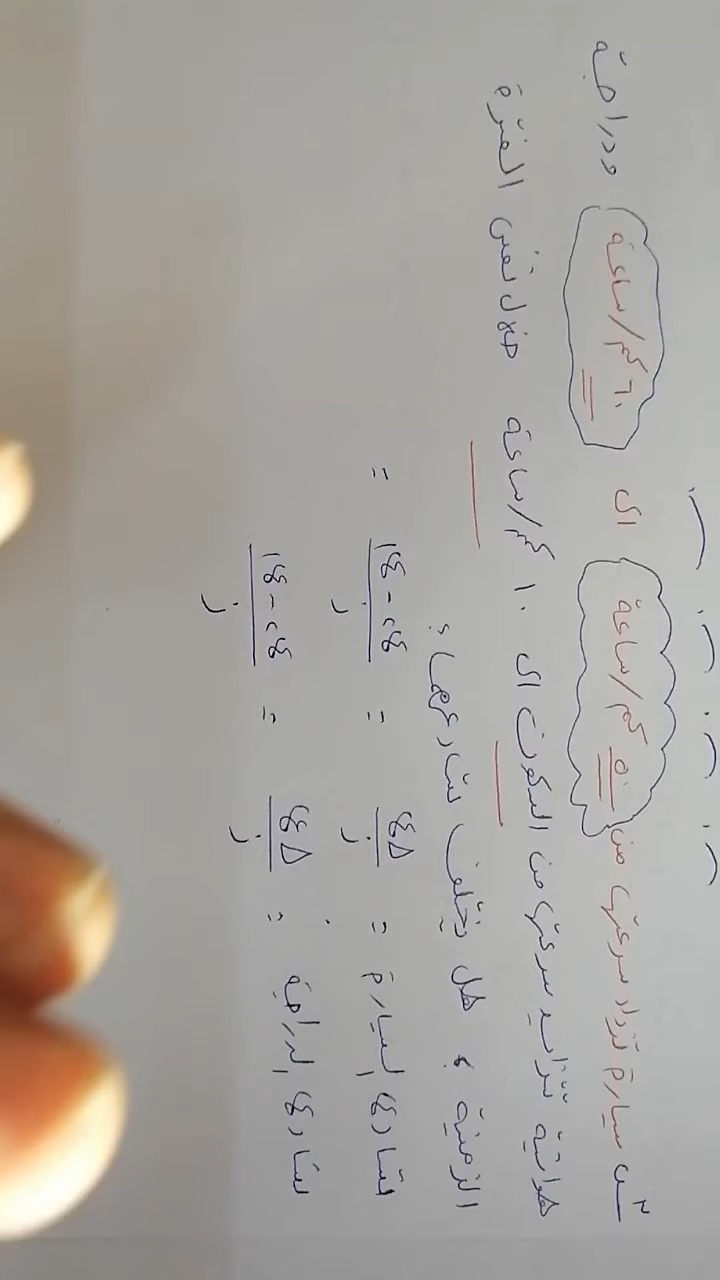 س٣ سيارة تزداد سرعتها من ٥٠ كم/ساعة الى ٦٠ كم/ساعة ودراجة
هوائية تتزايد سرعتها من السكون الى ١٠ كم/ساعة خلال نفس الفترة
الزمنية ؟ هل يختلف تسارعهما ؟
تسارع السيارة = Δع/ز = ع٢ - ع١/ز =
تسارع الدراجة = Δع/ز = ع٢ - ع١/ز